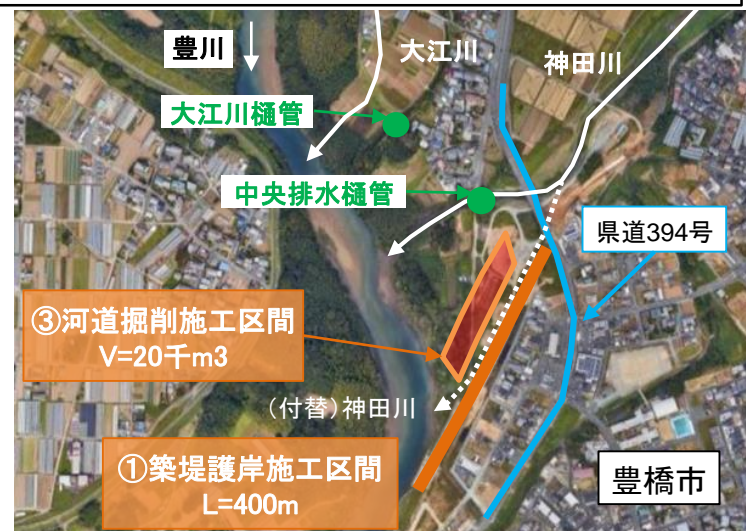 豊川
大江川
神田川
大江川樋管
中央排水樋管
県道394号
③河道掘削施工区間
V=20千m3
(付替)神田川
①築堤護岸施工区間
L=400m
豊橋市